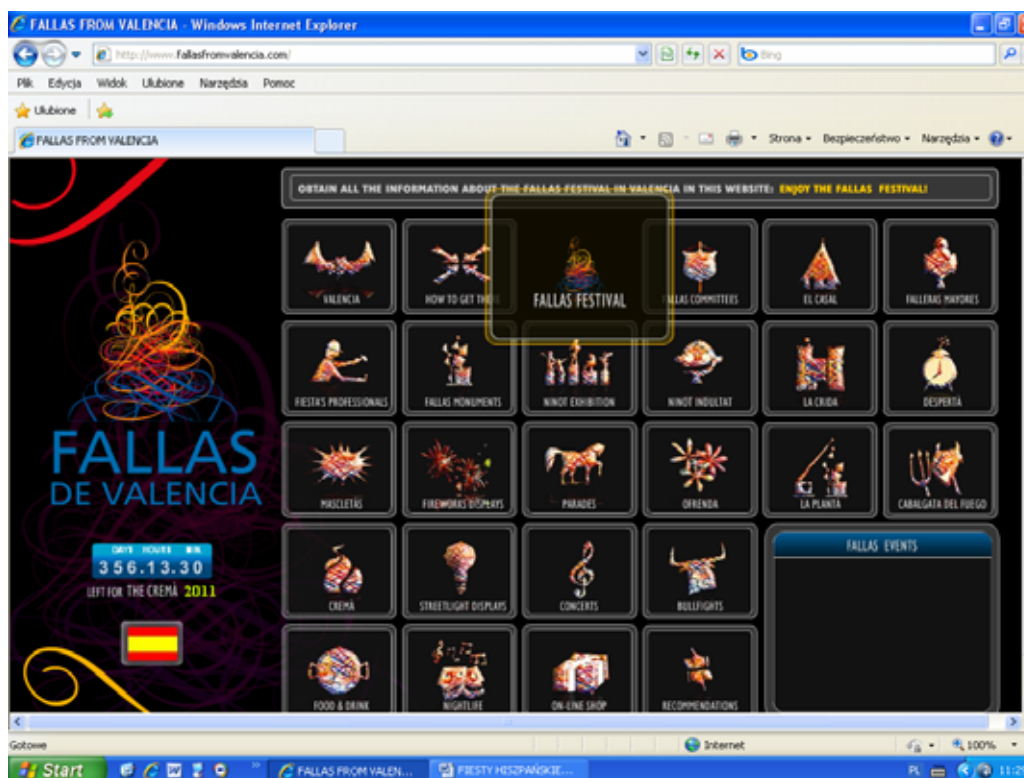 FALLAS FROM VALENCIA - Windows Internet Explorer
http://www.fallasfromvalencia.com/
Bing
Plik Edycja Widok Ulubione Narzędzia Pomoc
Ulubione
FALLAS FROM VALENCIA
Strona Bezpieczeństwo Narzędzia
OBTAIN ALL THE INFORMATION ABOUT THE FALLAS FESTIVAL IN VALENCIA IN THIS WEBSITE: ENJOY THE FALLAS FESTIVAL!
VALENCIA
HOW TO GET
FALLAS FESTIVAL
FALLAS COMMITTEES
EL CASAL
FALLERAS MAYORES
FIESTA'S PROFESSIONALS
FALLAS MONUMENTS
NINOT EXHIBITION
NINOT INDULTAT
LA CRIDA
DESPERTÀ
MASCLETÀS
FIREWORKS DISPLAYS
PARADES
OFRENDA
LA PLANTÀ
CABALGATA DEL FUEGO
CREMÀ
STREETLIGHT DISPLAYS
CONCERTS
BULLFIGHTS
FALLAS EVENTS
FOOD & DRINK
NIGHTLIFE
ON-LINE SHOP
RECOMMENDATIONS
FALLAS
DE VALENCIA
DAYS HOURS MIN.
356.13.30
LEFT FOR THE CREMÀ 2011
Gotowe
Internet
100%
Start
FALLAS FROM VALEN...
FIESTY HISZPAŃSKIE...
PL